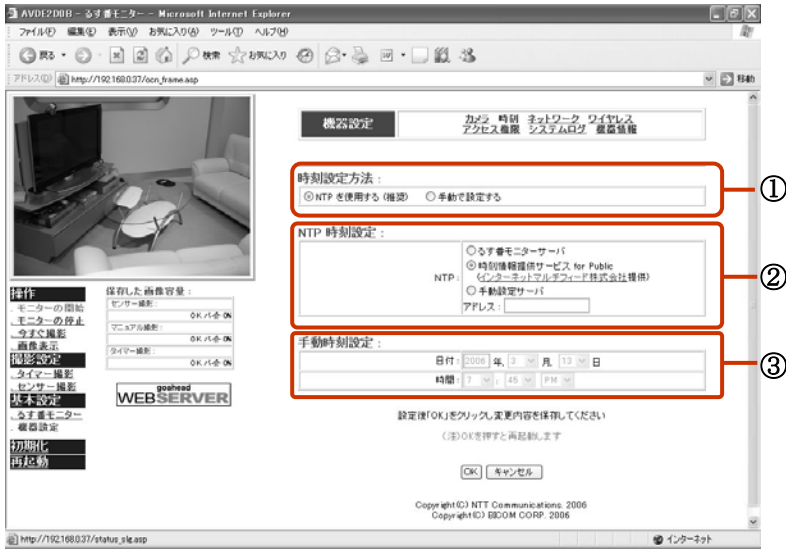 AVDE2D0B - るす番モニター - Microsoft Internet Explorer
ファイル(F) 編集(E) 表示(V) お気に入り(A) ツール(T) ヘルプ(H)
戻る 検索 お気に入り
アドレス(D) http://192.168.0.37/ocn_frame.asp 移動
機器設定
カメラ 時刻 ネットワーク ワイヤレス
アクセス権限 システムログ 機器情報
時刻設定方法 :
NTP を使用する (推奨) 手動で設定する
①
NTP 時刻設定 :
るす番モニターサーバ
時刻情報提供サービス for Public
NTP : (インターネットマルチフィード株式会社提供)
手動設定サーバ
アドレス :
②
手動時刻設定 :
日付 : 2006 年, 3 月, 13 日
時間 : 7 : 45 PM
③
設定後「OK」をクリックし、変更内容を保存してください
(注)OKを押すと再起動します
OK キャンセル
Copyright(C) NTT Communications. 2006
Copyright(C) BICOM CORP. 2006
操作
. モニターの開始
. モニターの停止
. 今すぐ撮影
. 画像表示
撮影設定
. タイマー撮影
. センサー撮影
基本設定
. るす番モニター
. 機器設定
初期化
再起動
保存した画像容量 :
センサー撮影:
0K バイト 0%
マニュアル撮影:
0K バイト 0%
タイマー撮影:
0K バイト 0%
goahead
WEBSERVER
http://192.168.0.37/status_slg.asp インターネット